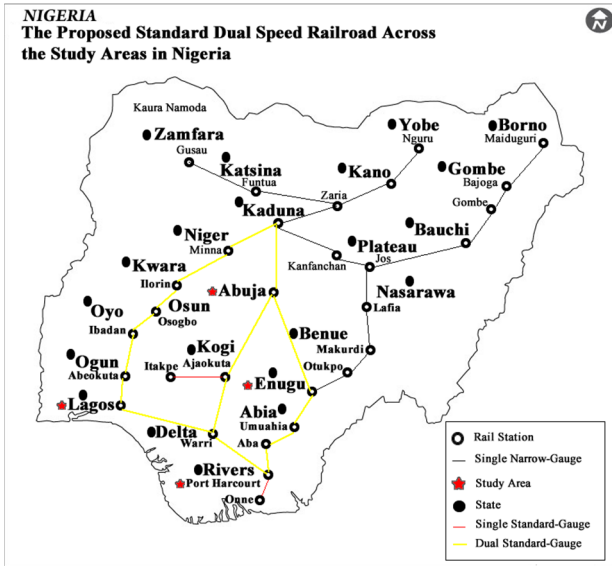 NIGERIA
The Proposed Standard Dual Speed Railroad Across
the Study Areas in Nigeria
N
Kaura Namoda
Zamfara
Gusau
Katsina
Funtua
Yobe
Nguru
Borno
Maiduguri
Kano
Gombe
Bajoga
Zaria
Kaduna
Gombe
Niger
Minna
Bauchi
Plateau
Jos
Kanfanchan
Kwara
Ilorin
Abuja
Nasarawa
Lafia
Oyo
Osun
Osogbo
Ibadan
Benue
Makurdi
Kogi
Ajaokuta
Itakpe
Otukpo
Ogun
Abeokuta
Enugu
Lagos
Abia
Umuahia
Delta
Warri
Aba
Rivers
Port Harcourt
Onne
Rail Station
Single Narrow-Gauge
Study Area
State
Single Standard-Gauge
Dual Standard-Gauge